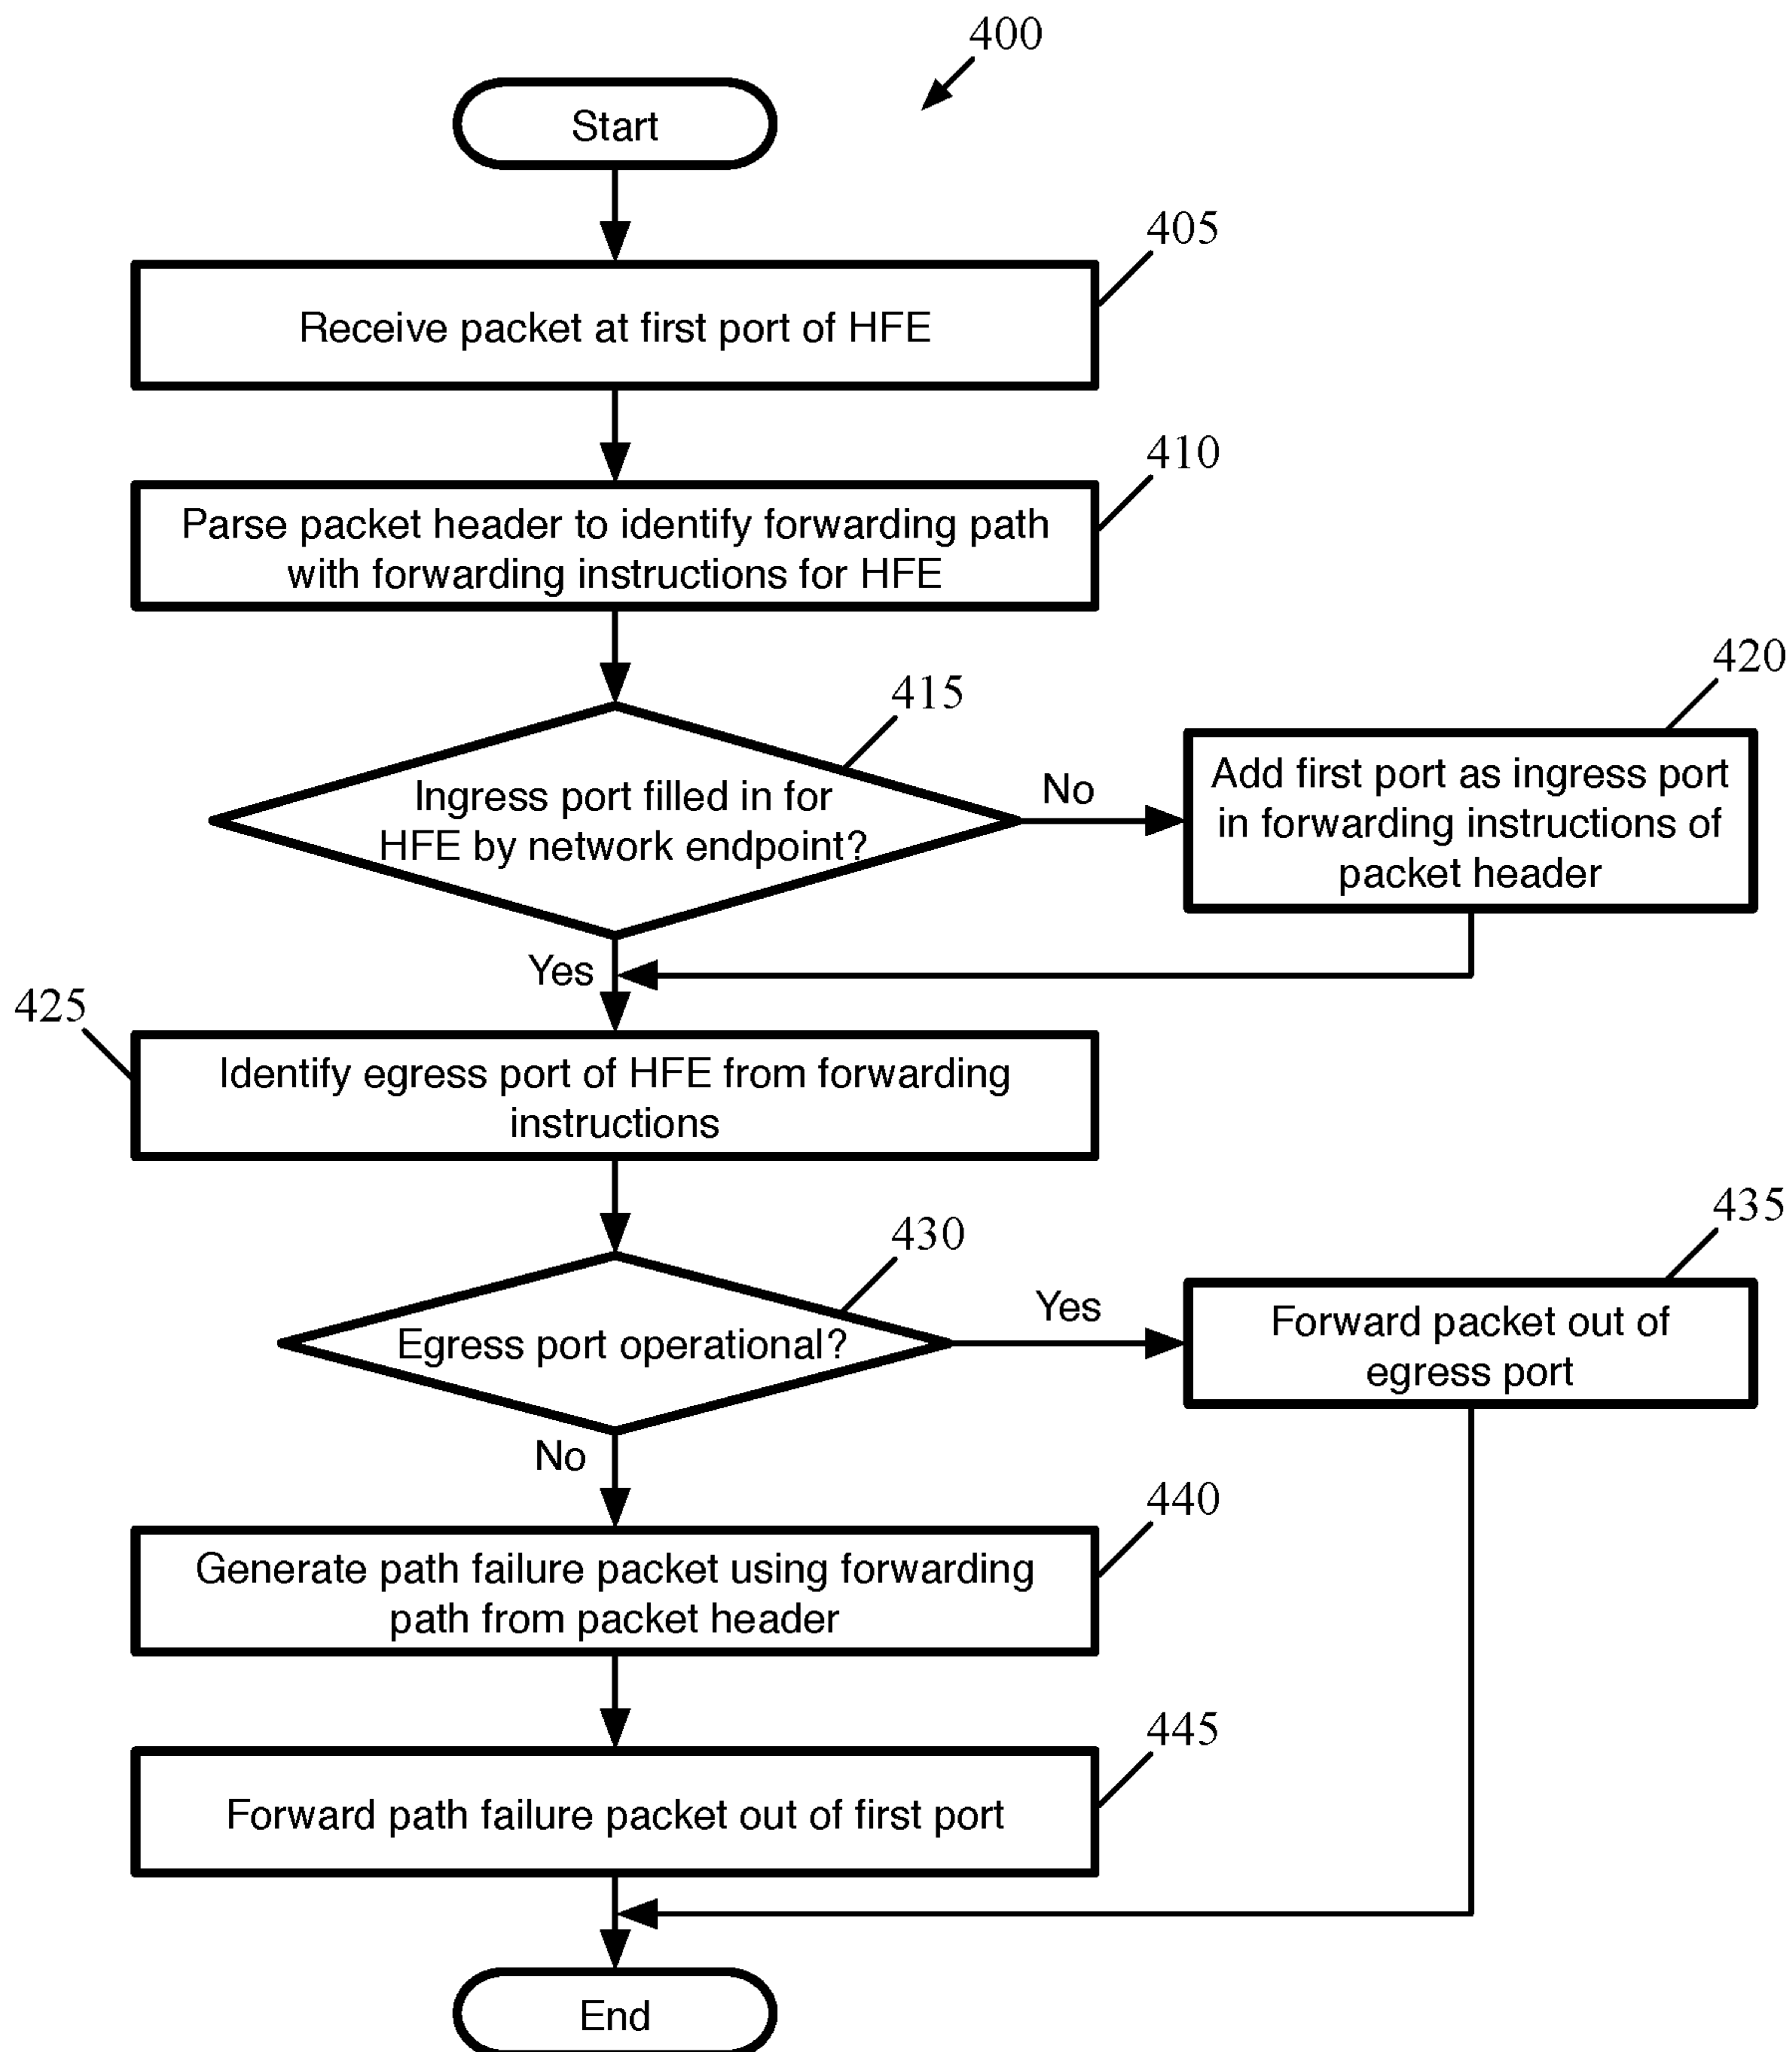 400
Start
405
Receive packet at first port of HFE
410
Parse packet header to identify forwarding path
with forwarding instructions for HFE
415
420
Ingress port filled in for
HFE by network endpoint?
No
Add first port as ingress port
in forwarding instructions of
packet header
Yes
425
Identify egress port of HFE from forwarding
instructions
430
435
Egress port operational?
Yes
Forward packet out of
egress port
No
440
Generate path failure packet using forwarding
path from packet header
445
Forward path failure packet out of first port
End